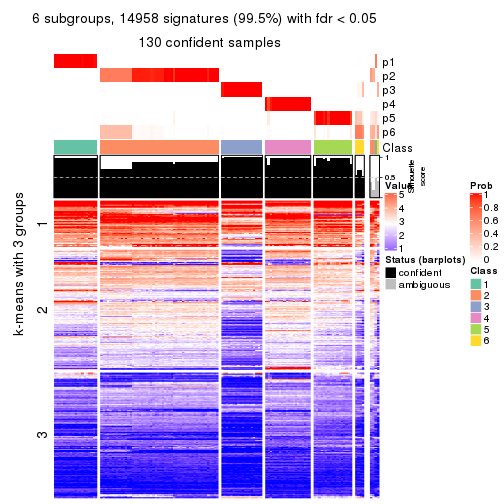 6 subgroups, 14958 signatures (99.5%) with fdr < 0.05
130 confident samples
p1
p2
p3
p4
p5
p6
Class
1
0.5
0
Silhouette
score
k-means with 3 groups
1
2
3
Value
5
4
3
2
1
Status (barplots)
confident
ambiguous
Prob
1
0.8
0.6
0.4
0.2
0
Class
1
2
3
4
5
6